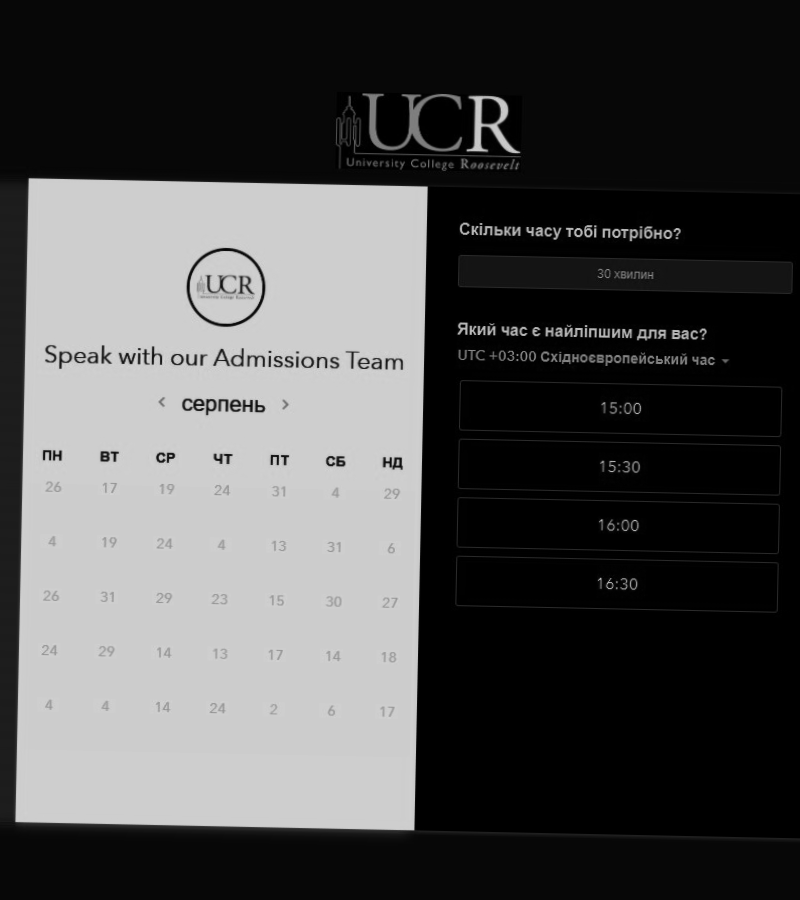 UCR
University College Roosevelt
UCR
University College Roosevelt
Speak with our Admissions Team
серпень
ПН ВТ СР ЧТ ПТ СБ НД
26 17 19 24 31 4 29
4 19 24 4 13 31 6
26 31 29 23 15 30 27
24 29 14 13 17 14 18
4 4 14 24 2 6 17
Скільки часу тобі потрібно?
30 хвилин
Який час є найліпшим для вас?
UTC +03:00 Східноєвропейський час
15:00
15:30
16:00
16:30